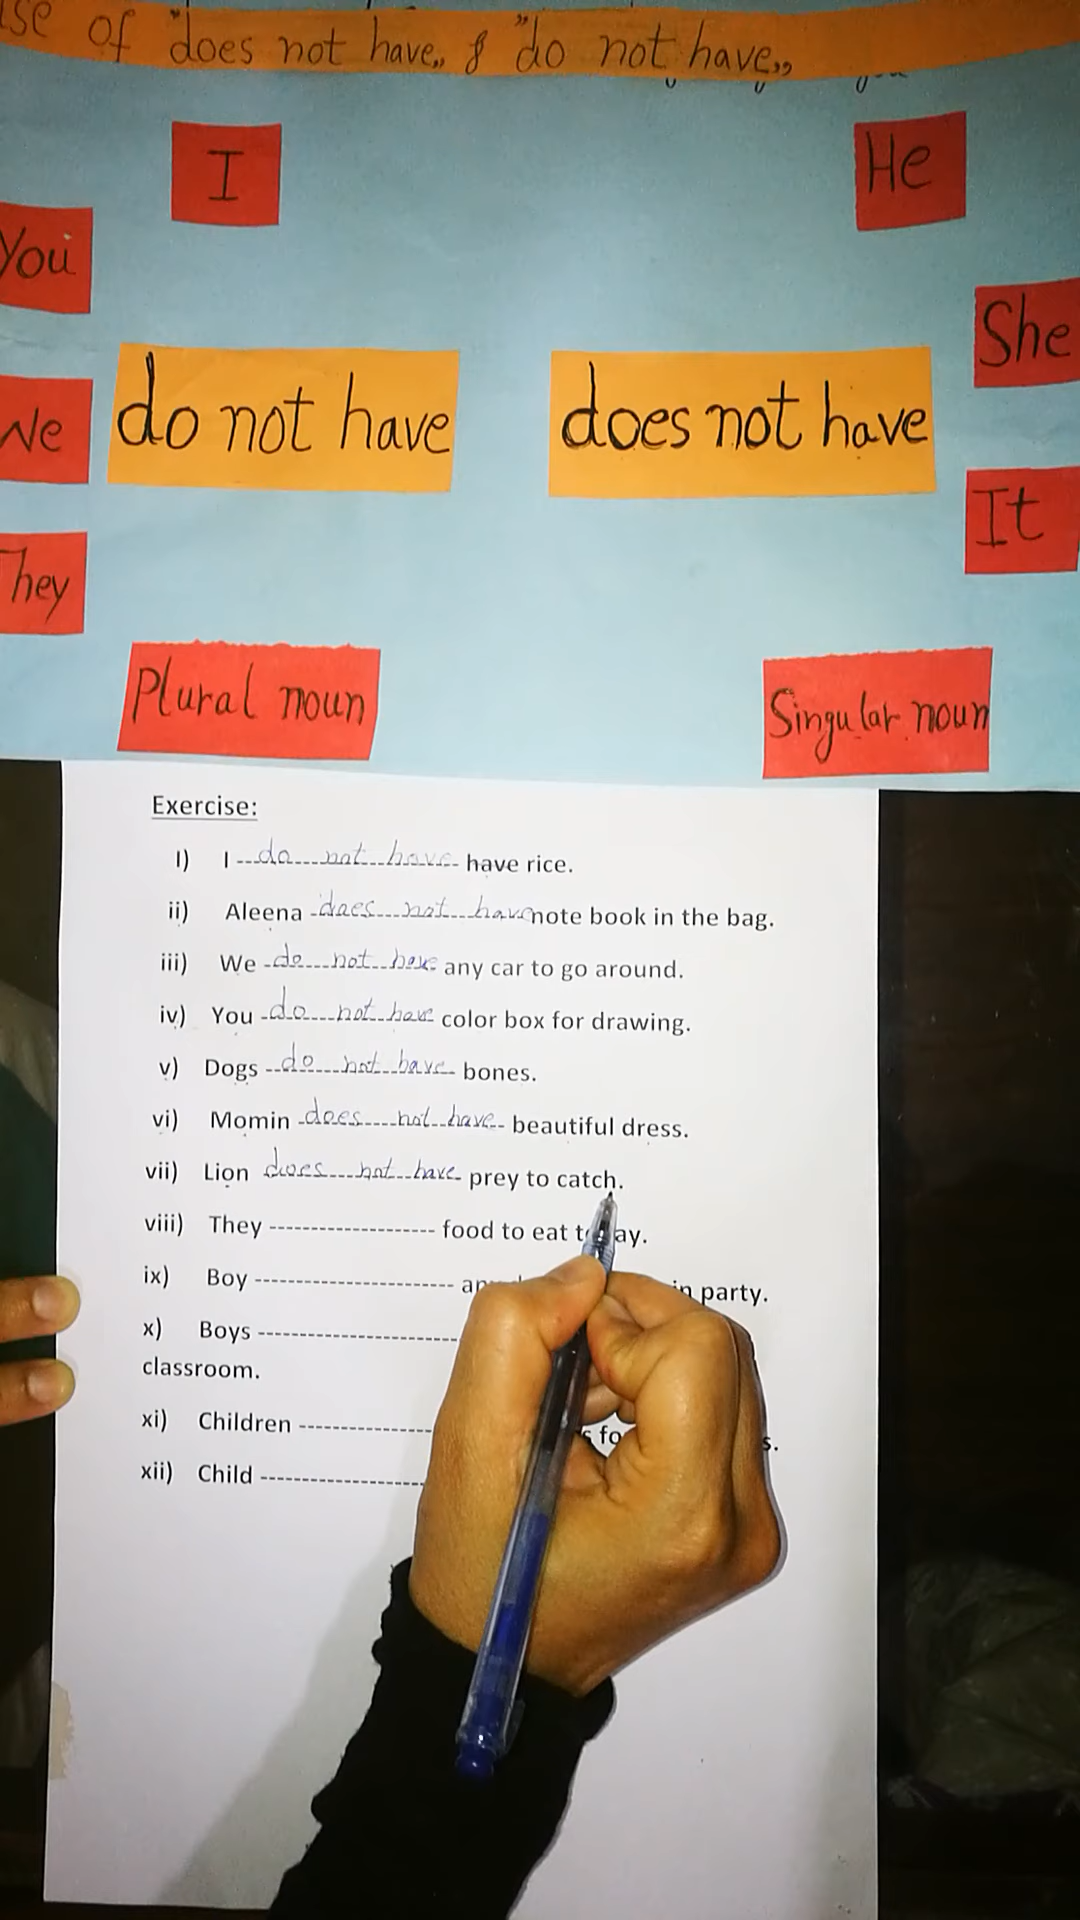 of "does not have,, & "do not have,,
I
He
You
She
We
do not have
does not have
It
They
Plural noun
Singular noun
Exercise:
I) I ---do---not---have--- have rice.
ii) Aleena -does---not---have note book in the bag.
iii) We -do---not---have any car to go around.
iv) You -do---not---have color box for drawing.
v) Dogs --do---not---have-- bones.
vi) Momin -does----not--have-- beautiful dress.
vii) Lion does---not---have- prey to catch.
viii) They ------------------- food to eat
ix) Boy ----------------------- in party.
x) Boys -----------------------
classroom.
xi) Children ---------------
xii) Child -------------------